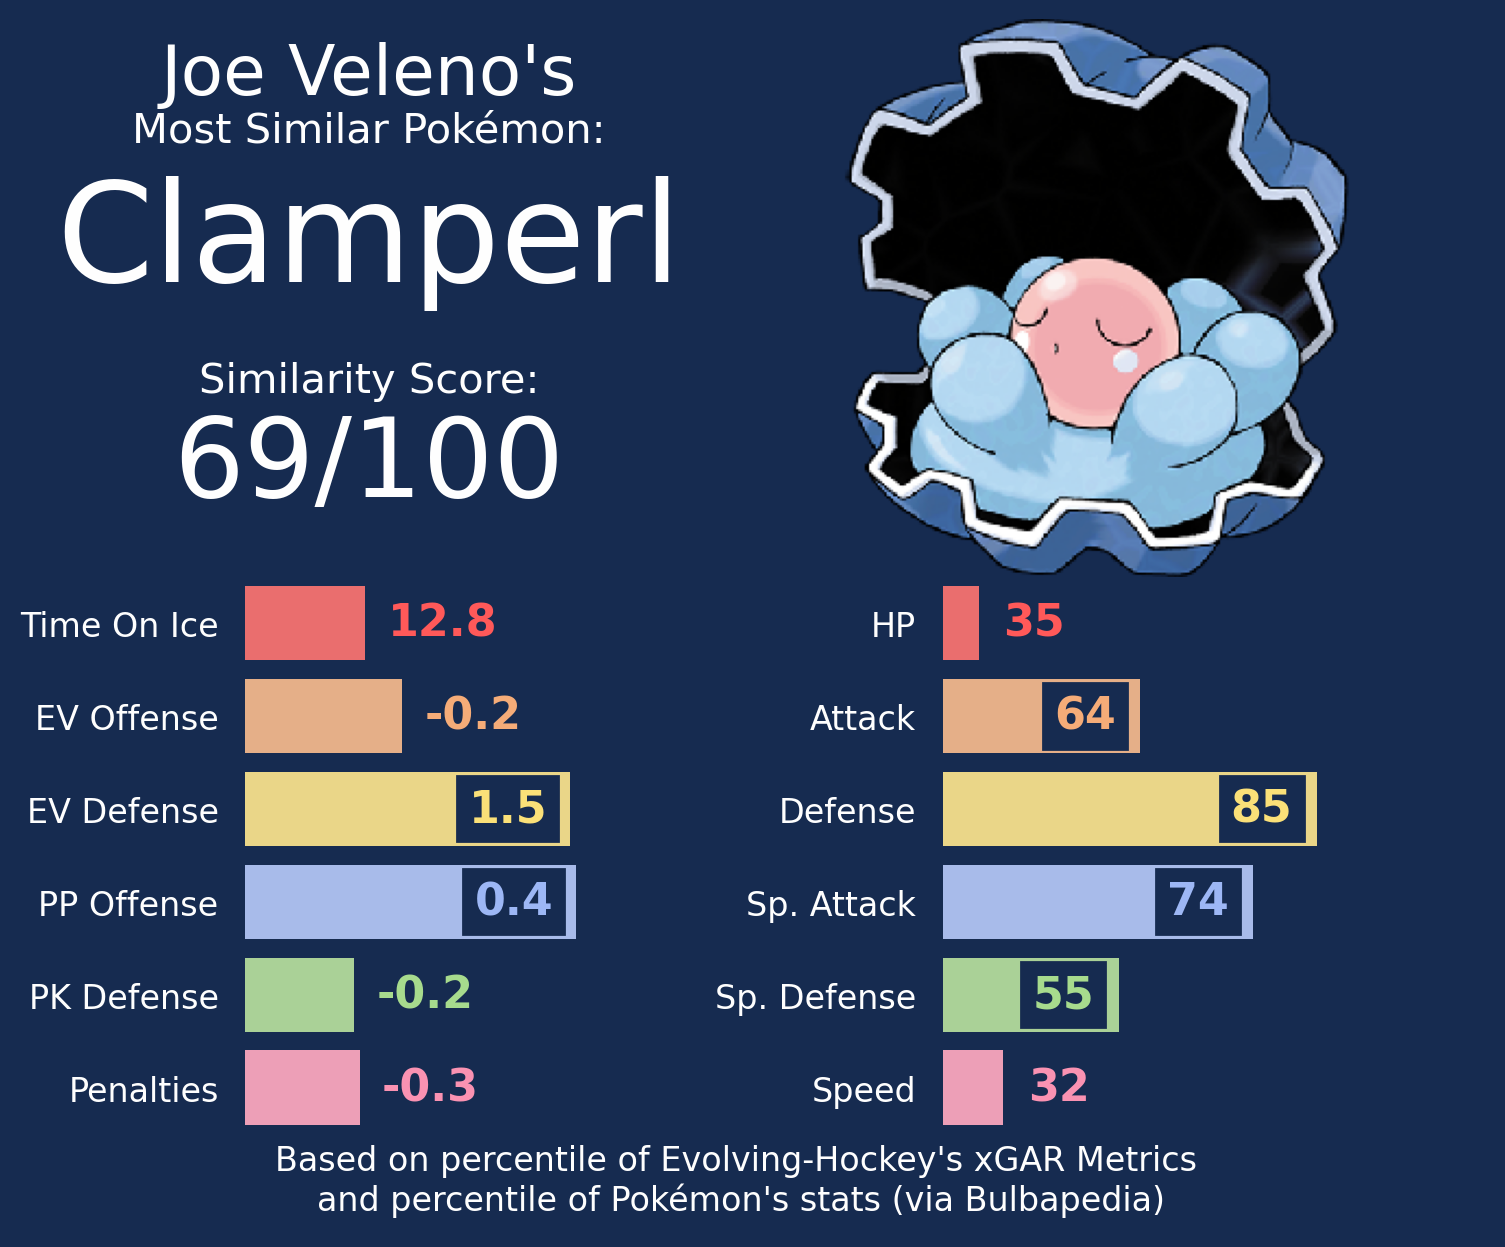 Joe Veleno's
Most Similar Pokémon:
Clamperl
Similarity Score:
69/100
Time On Ice 12.8
EV Offense -0.2
EV Defense 1.5
PP Offense 0.4
PK Defense -0.2
Penalties -0.3
HP 35
Attack 64
Defense 85
Sp. Attack 74
Sp. Defense 55
Speed 32
Based on percentile of Evolving-Hockey's xGAR Metrics
and percentile of Pokémon's stats (via Bulbapedia)